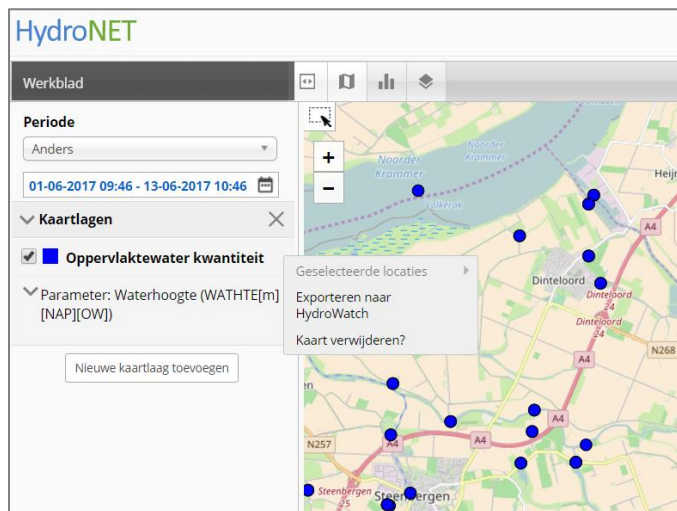 HydroNET
Werkblad
Periode
Anders
01-06-2017 09:46 - 13-06-2017 10:46
Kaartlagen
Oppervlaktewater kwantiteit
Parameter: Waterhoogte (WATHTE[m]
[NAP][OW])
Nieuwe kaartlaag toevoegen
Geselecteerde locaties
Exporteren naar
HydroWatch
Kaart verwijderen?
+
−
Noorder
Krammer
Noorder
Krammer
Volkerak
Heijn
A4
Dinteloord
Dinteloord
24
Dinteloord
24
A4
N268
A4
A4
A4
N257
Steenbergen
25
Steenbergen